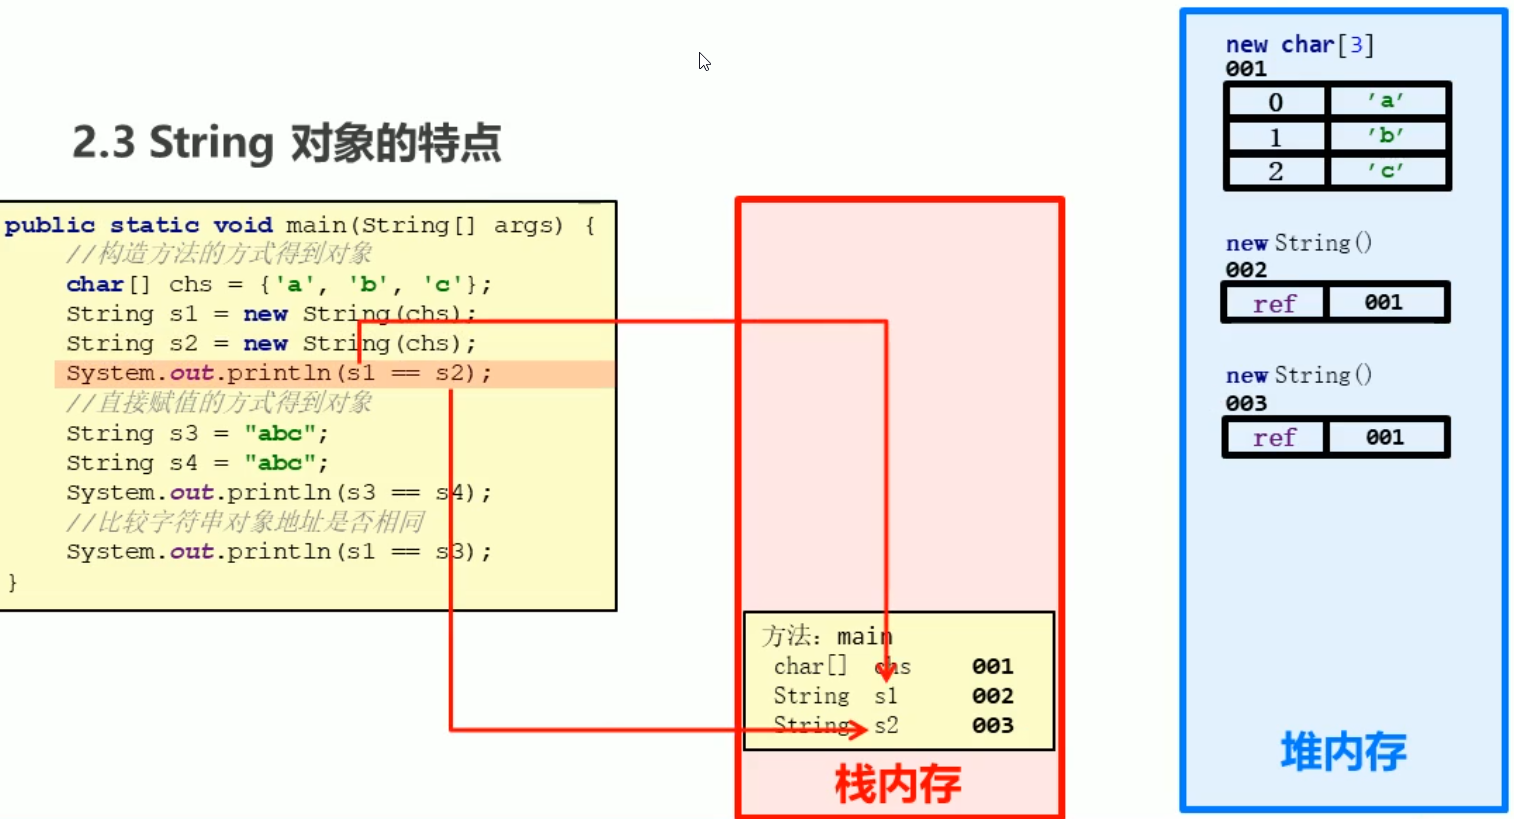 2.3 String 对象的特点
public static void main(String[] args) {
//构造方法的方式得到对象
char[] chs = {'a', 'b', 'c'};
String s1 = new String(chs);
String s2 = new String(chs);
System.out.println(s1 == s2);
//直接赋值的方式得到对象
String s3 = "abc";
String s4 = "abc";
System.out.println(s3 == s4);
//比较字符串对象地址是否相同
System.out.println(s1 == s3);
}
方法: main
char[] chs 001
String s1 002
String s2 003
栈内存
new char[3]
001
0 'a'
1 'b'
2 'c'
new String()
002
ref 001
new String()
003
ref 001
堆内存